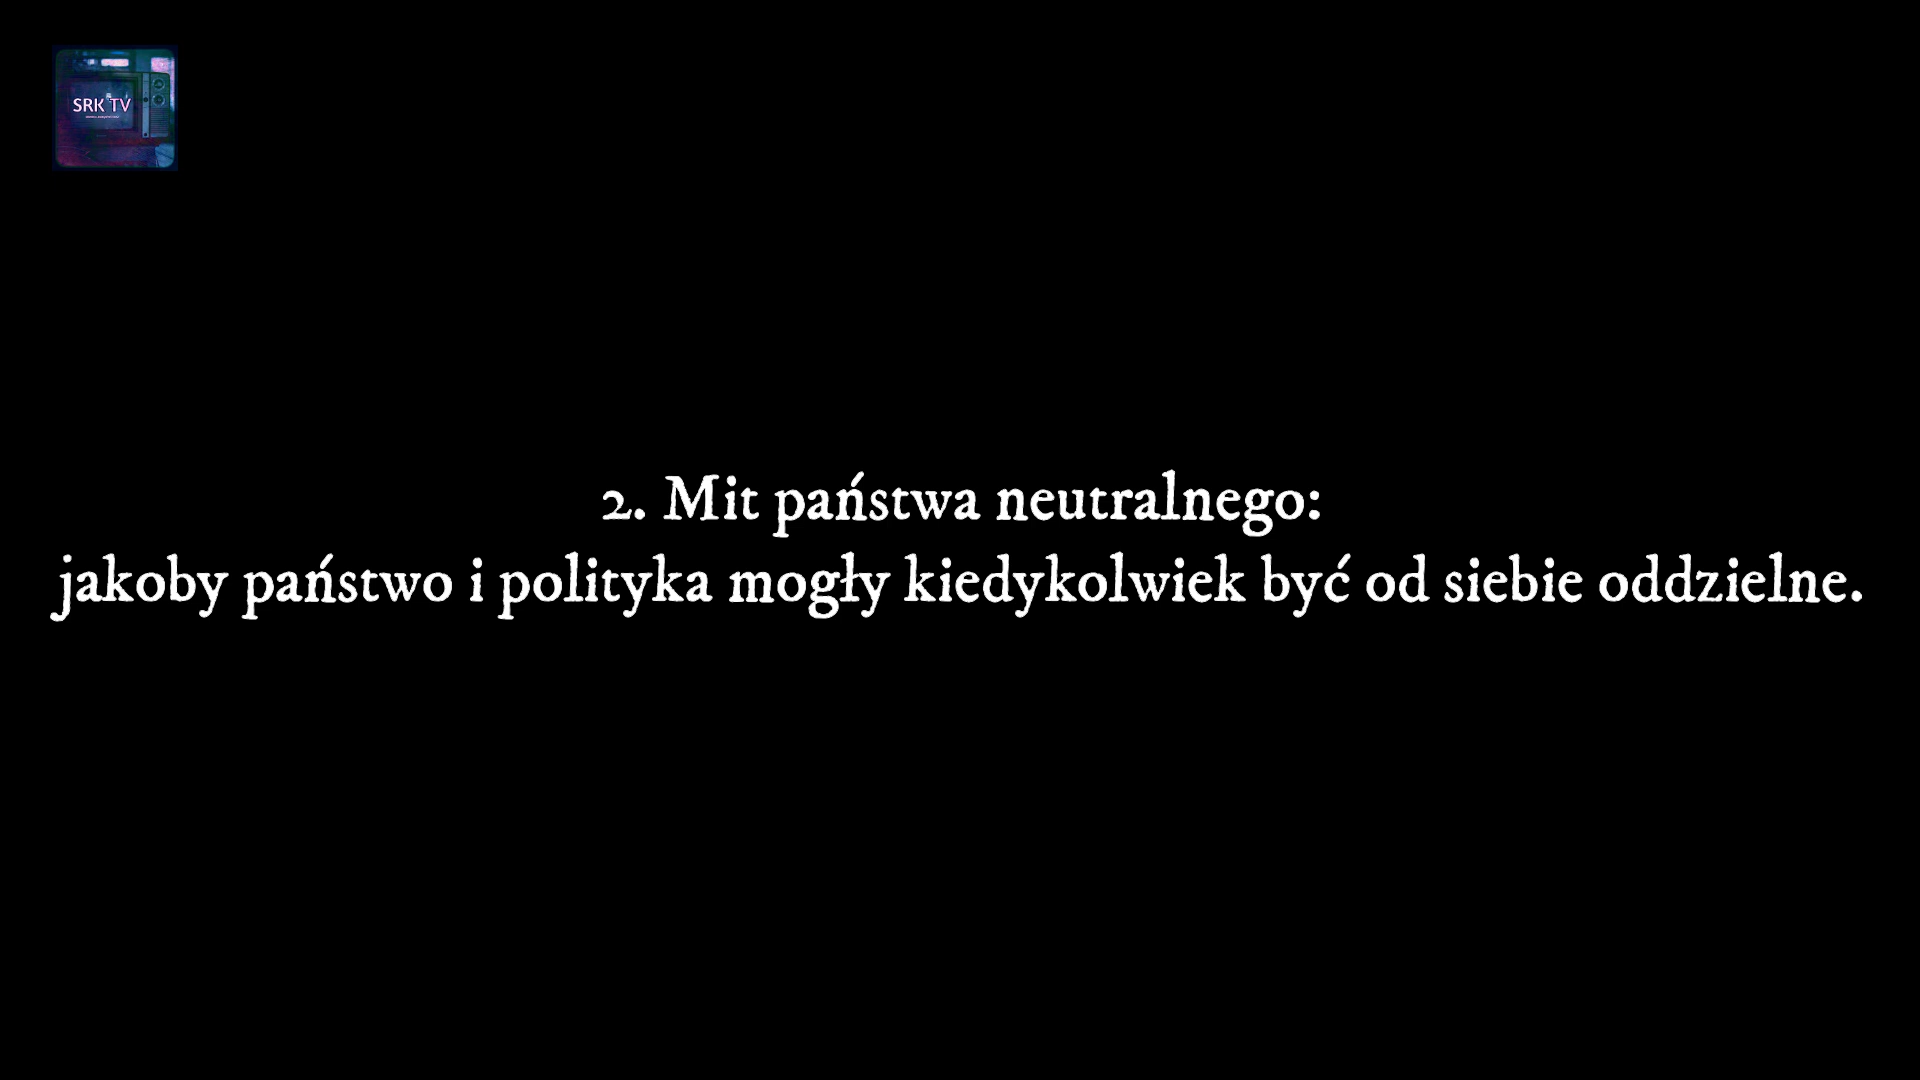 SRK TV
2. Mit państwa neutralnego:
jakoby państwo i polityka mogły kiedykolwiek być od siebie oddzielne.